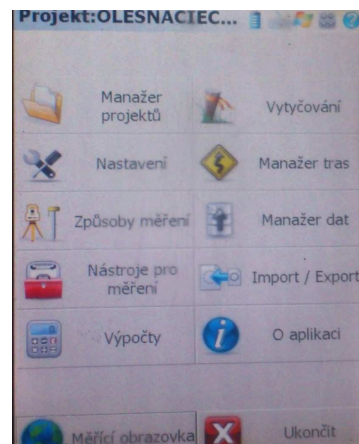 Projekt:OLESNACIEC...
Manažer
projektů
Vytyčování
Nastavení
Manažer tras
Způsoby měření
Manažer dat
Nástroje pro
měření
Import / Export
Výpočty
O aplikaci
Měřící obrazovka
Ukončit